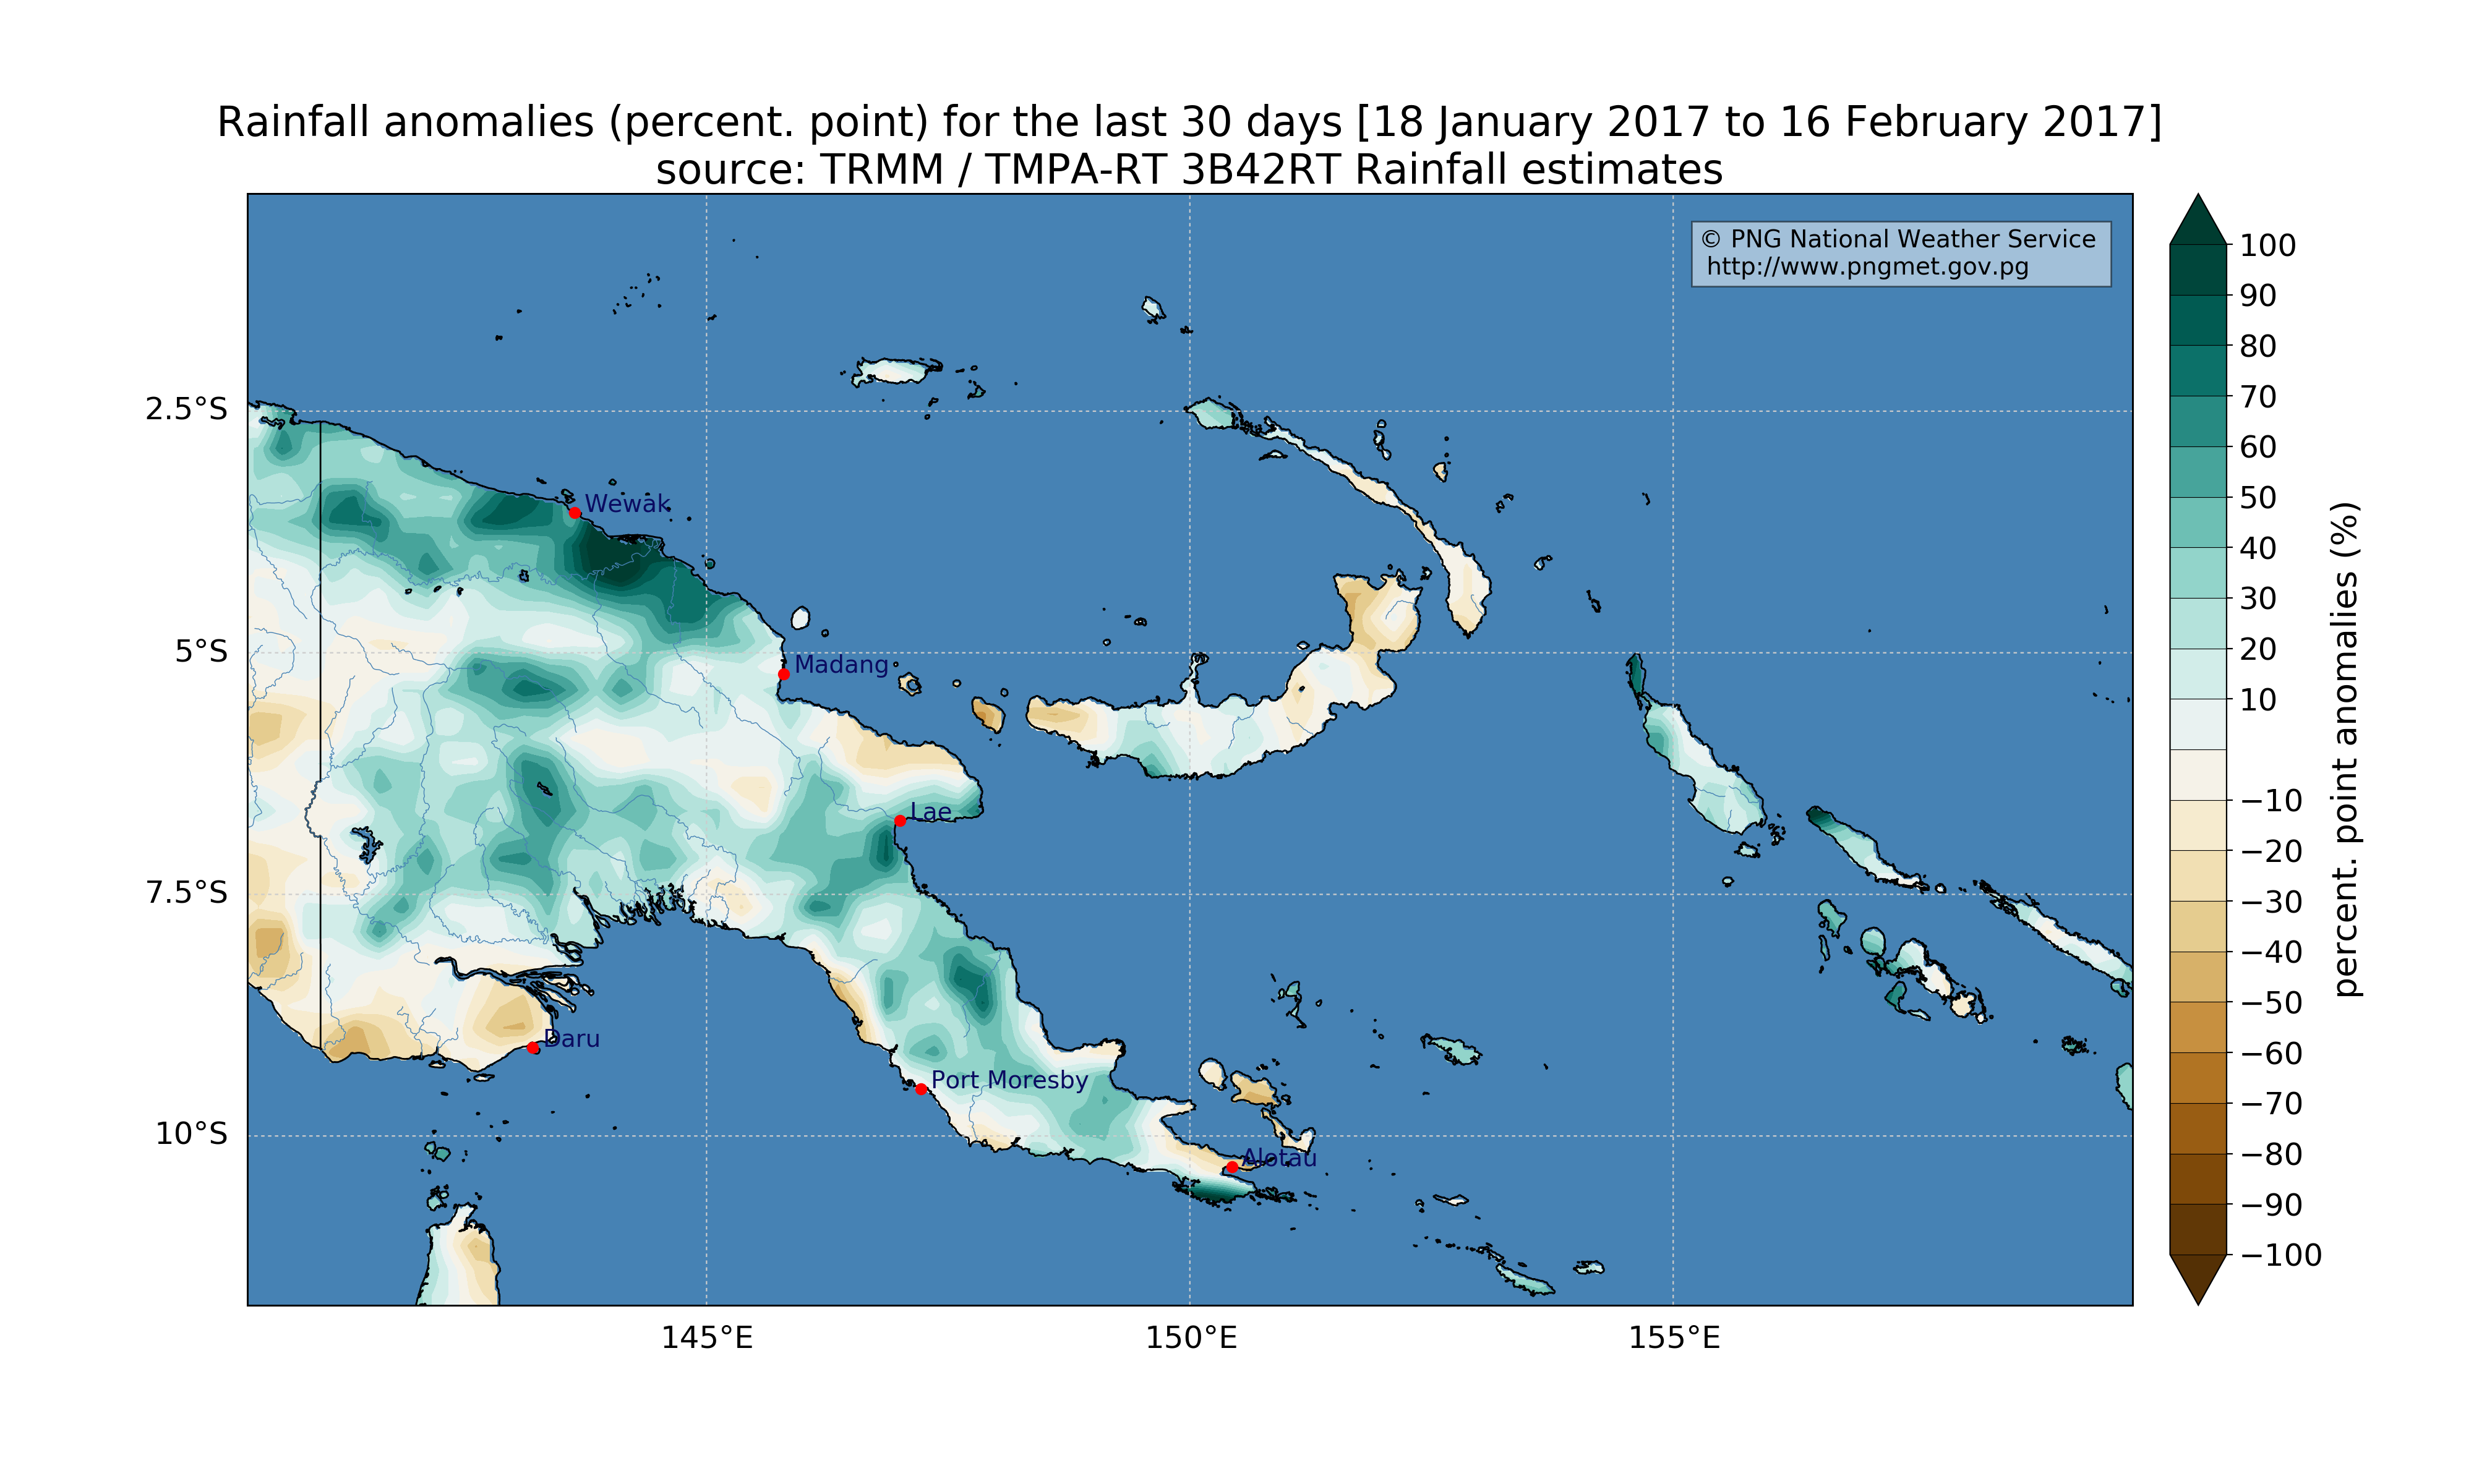 Rainfall anomalies (percent. point) for the last 30 days [18 January 2017 to 16 February 2017]
source: TRMM / TMPA-RT 3B42RT Rainfall estimates
© PNG National Weather Service
http://www.pngmet.gov.pg
2.5°S
5°S
7.5°S
10°S
Wewak
Madang
Lae
Daru
Port Moresby
Alotau
145°E
150°E
155°E
100
90
80
70
60
50
40
30
20
10
−10
−20
−30
−40
−50
−60
−70
−80
−90
−100
percent. point anomalies (%)